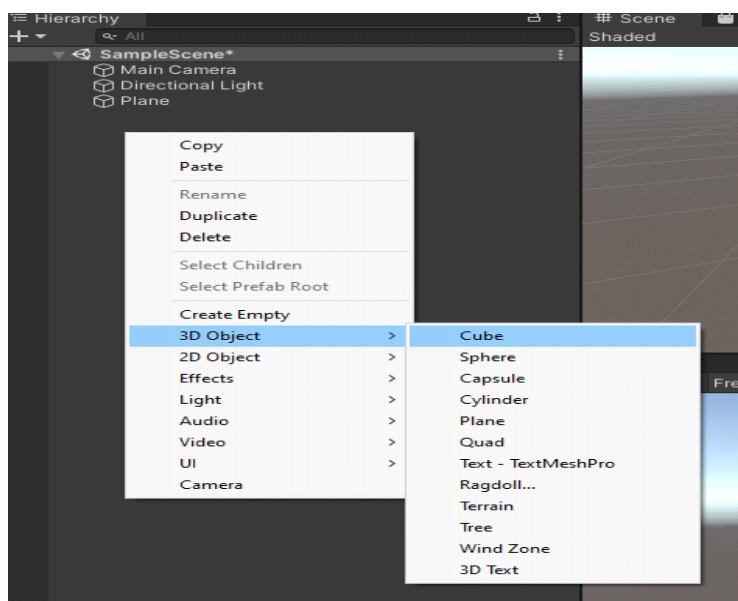 Hierarchy
All
SampleScene*
Main Camera
Directional Light
Plane
Copy
Paste
Rename
Duplicate
Delete
Select Children
Select Prefab Root
Create Empty
3D Object >
2D Object >
Effects >
Light >
Audio >
Video >
UI >
Camera
Cube
Sphere
Capsule
Cylinder
Plane
Quad
Text - TextMeshPro
Ragdoll...
Terrain
Tree
Wind Zone
3D Text
# Scene
Shaded
Fre